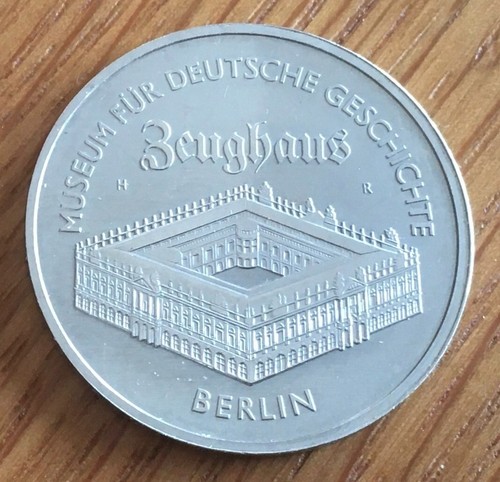 MUSEUM FÜR DEUTSCHE GESCHICHTE
Zeughaus
H R
BERLIN